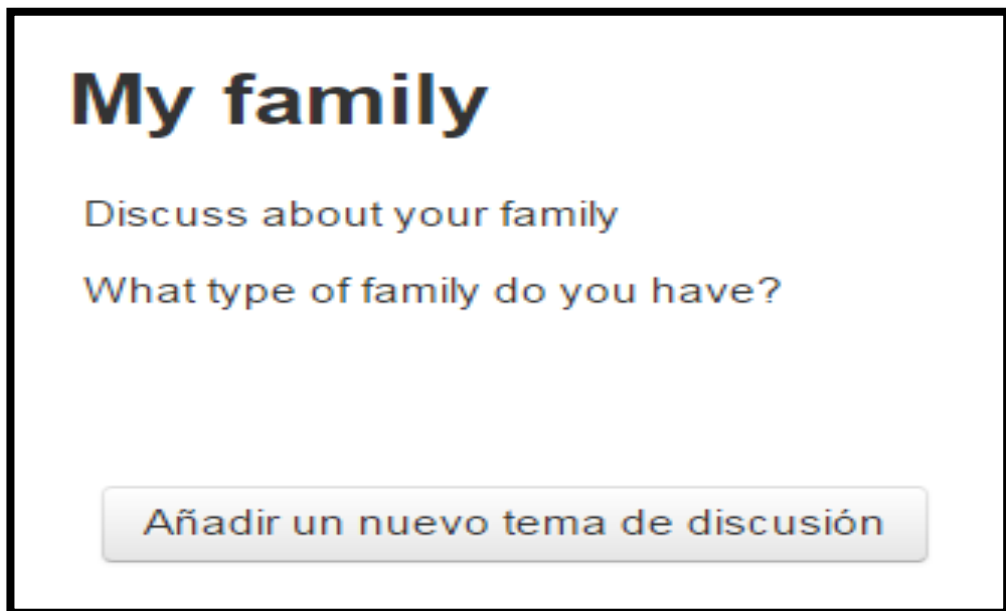 My family
Discuss about your family
What type of family do you have?
Añadir un nuevo tema de discusión